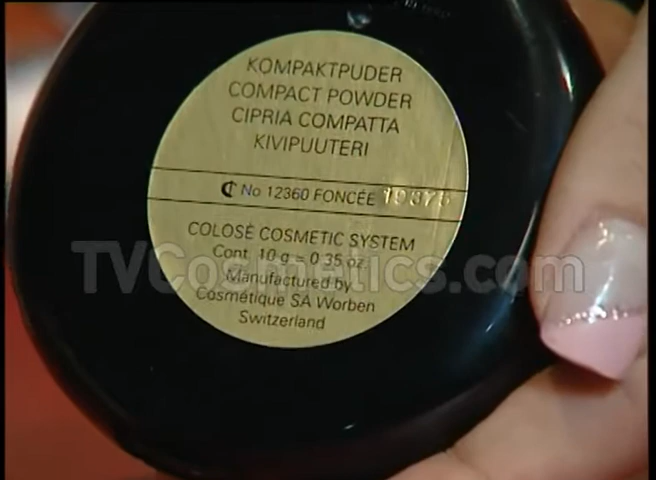 KOMPAKTPUDER
COMPACT POWDER
CIPRIA COMPATTA
KIVIPUUTERI
₵ No 12360 FONCÉE 19375
COLOSÉ COSMETIC SYSTEM
Cont. 10 g = 0.35 oz.
Manufactured by
Cosmétique SA Worben
Switzerland
TVCosmetics.com